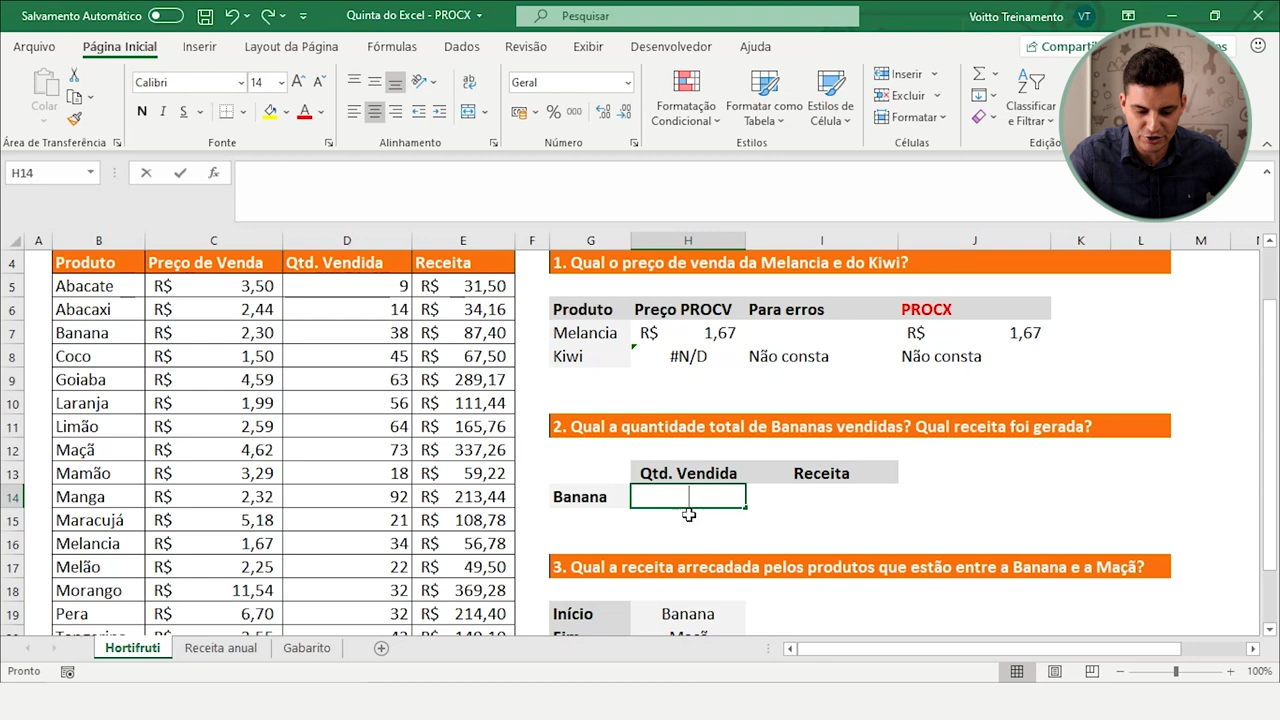 Salvamento Automático
Quinta do Excel - PROCX
Pesquisar
Voitto Treinamento VT
Arquivo Página Inicial Inserir Layout da Página Fórmulas Dados Revisão Exibir Desenvolvedor Ajuda
Colar
Área de Transferência
Calibri 14
N I S A
Fonte
Alinhamento
Geral
% 000
Número
Formatação Condicional
Formatar como Tabela
Estilos de Célula
Estilos
Inserir
Excluir
Formatar
Células
Classificar e Filtrar
H14
fx
A B C D E F G H I J K L M
4 Produto Preço de Venda Qtd. Vendida Receita 1. Qual o preço de venda da Melancia e do Kiwi?
5 Abacate R$ 3,50 9 R$ 31,50
6 Abacaxi R$ 2,44 14 R$ 34,16 Produto Preço PROCV Para erros PROCX
7 Banana R$ 2,30 38 R$ 87,40 Melancia R$ 1,67 R$ 1,67
8 Coco R$ 1,50 45 R$ 67,50 Kiwi #N/D Não consta Não consta
9 Goiaba R$ 4,59 63 R$ 289,17
10 Laranja R$ 1,99 56 R$ 111,44
11 Limão R$ 2,59 64 R$ 165,76 2. Qual a quantidade total de Bananas vendidas? Qual receita foi gerada?
12 Maçã R$ 4,62 73 R$ 337,26
13 Mamão R$ 3,29 18 R$ 59,22 Qtd. Vendida Receita
14 Manga R$ 2,32 92 R$ 213,44 Banana
15 Maracujá R$ 5,18 21 R$ 108,78
16 Melancia R$ 1,67 34 R$ 56,78
17 Melão R$ 2,25 22 R$ 49,50 3. Qual a receita arrecadada pelos produtos que estão entre a Banana e a Maçã?
18 Morango R$ 11,54 32 R$ 369,28
19 Pera R$ 6,70 32 R$ 214,40 Início Banana
Hortifruti Receita anual Gabarito
Pronto
100%